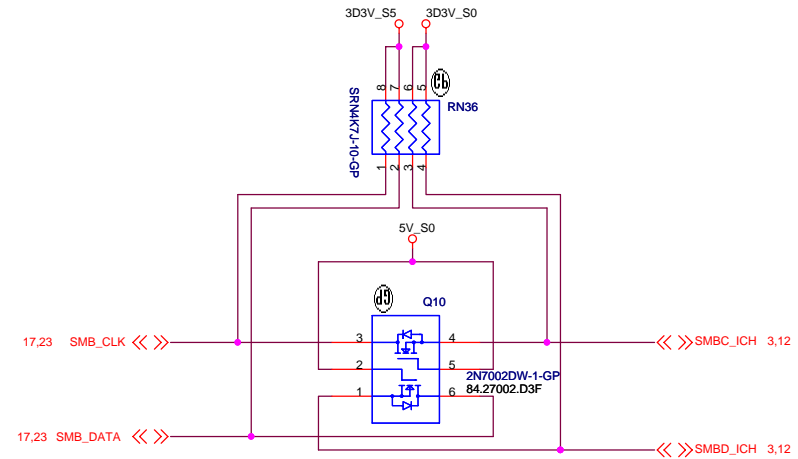 3D3V_S5 3D3V_S0
8 7 6 5
RN36
SRN4K7J-10-GP
1 2 3 4
5V_S0
Q10
17,23 SMB_CLK 3 4 SMBC_ICH 3,12
2 5
2N7002DW-1-GP
1 6 84.27002.D3F
17,23 SMB_DATA
SMBD_ICH 3,12